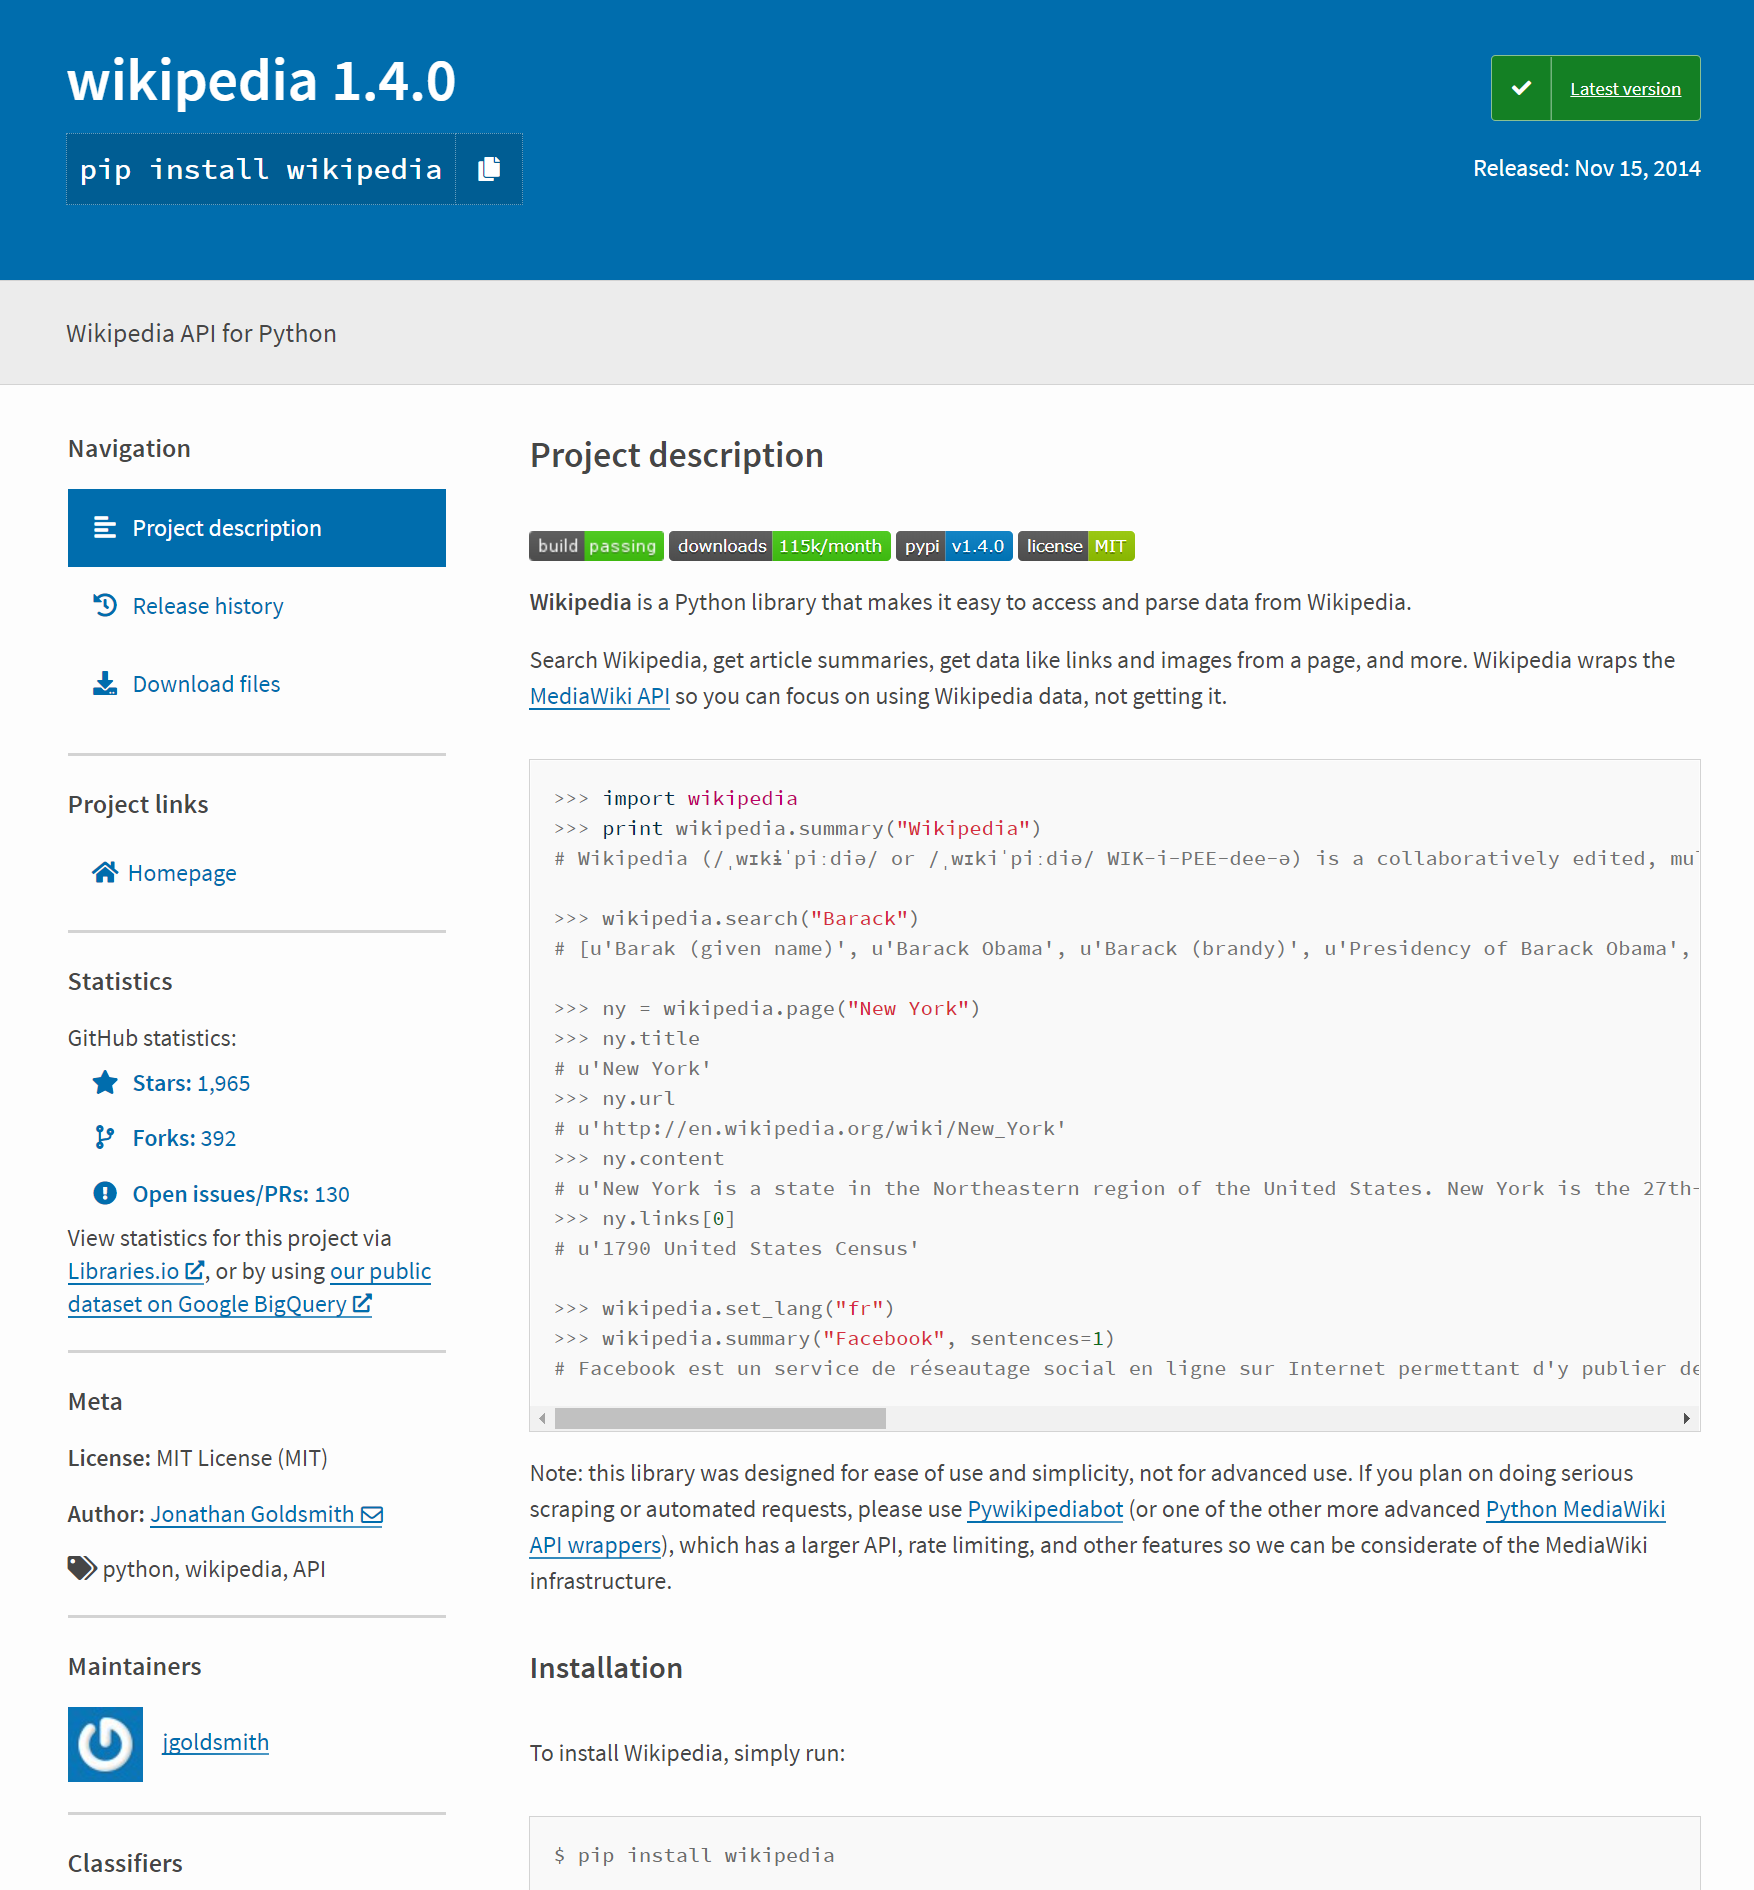 wikipedia 1.4.0
pip install wikipedia
Latest version
Released: Nov 15, 2014
Wikipedia API for Python
Navigation
Project description
Release history
Download files
Project links
Homepage
Statistics
GitHub statistics:
Stars: 1,965
Forks: 392
Open issues/PRs: 130
View statistics for this project via
Libraries.io, or by using our public
dataset on Google BigQuery
Meta
License: MIT License (MIT)
Author: Jonathan Goldsmith
python, wikipedia, API
Maintainers
jgoldsmith
Classifiers
Project description
build passing downloads 115k/month pypi v1.4.0 license MIT
Wikipedia is a Python library that makes it easy to access and parse data from Wikipedia.
Search Wikipedia, get article summaries, get data like links and images from a page, and more. Wikipedia wraps the
MediaWiki API so you can focus on using Wikipedia data, not getting it.
>>> import wikipedia
>>> print wikipedia.summary("Wikipedia")
# Wikipedia (/ˌwɪkɨˈpiːdiə/ or /ˌwɪkiˈpiːdiə/ WIK-i-PEE-dee-ə) is a collaboratively edited,
>>> wikipedia.search("Barack")
# [u'Barak (given name)', u'Barack Obama', u'Barack (brandy)', u'Presidency of Barack Obama',
>>> ny = wikipedia.page("New York")
>>> ny.title
# u'New York'
>>> ny.url
# u'http://en.wikipedia.org/wiki/New_York'
>>> ny.content
# u'New York is a state in the Northeastern region of the United States. New York is the 27th-
>>> ny.links[0]
# u'1790 United States Census'
>>> wikipedia.set_lang("fr")
>>> wikipedia.summary("Facebook", sentences=1)
# Facebook est un service de réseautage social en ligne sur Internet permettant d'y publier
Note: this library was designed for ease of use and simplicity, not for advanced use. If you plan on doing serious
scraping or automated requests, please use Pywikipediabot (or one of the other more advanced Python MediaWiki
API wrappers), which has a larger API, rate limiting, and other features so we can be considerate of the MediaWiki
infrastructure.
Installation
To install Wikipedia, simply run:
$ pip install wikipedia